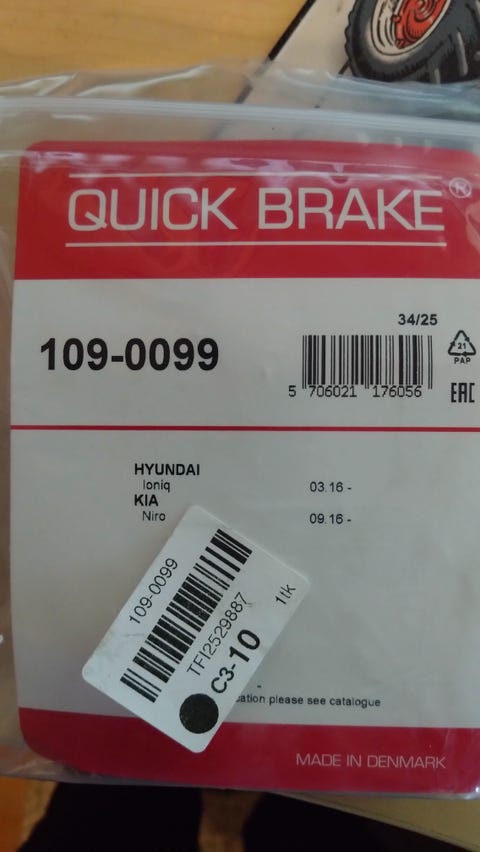 QUICK BRAKE®
34/25
109-0099
5 706021 176056
21
PAP
EAC
HYUNDAI
Ioniq 03.16 -
KIA
Niro 09.16 -
109-0099
TFI2529887
C3-10
1tk
please see catalogue
MADE IN DENMARK